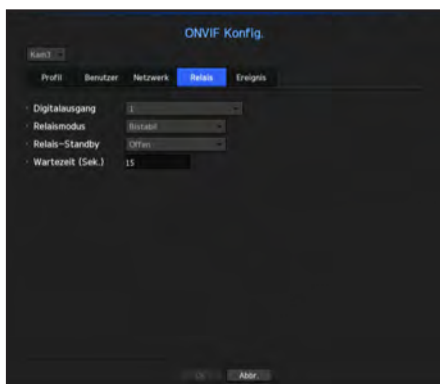 ONVIF Konfig.
Kam1
Profil Benutzer Netzwerk Relais Ereignis
Digitalausgang 1
Relaismodus Bistabil
Relais-Standby Offen
Wartezeit (Sek.) 15
OK Abbr.